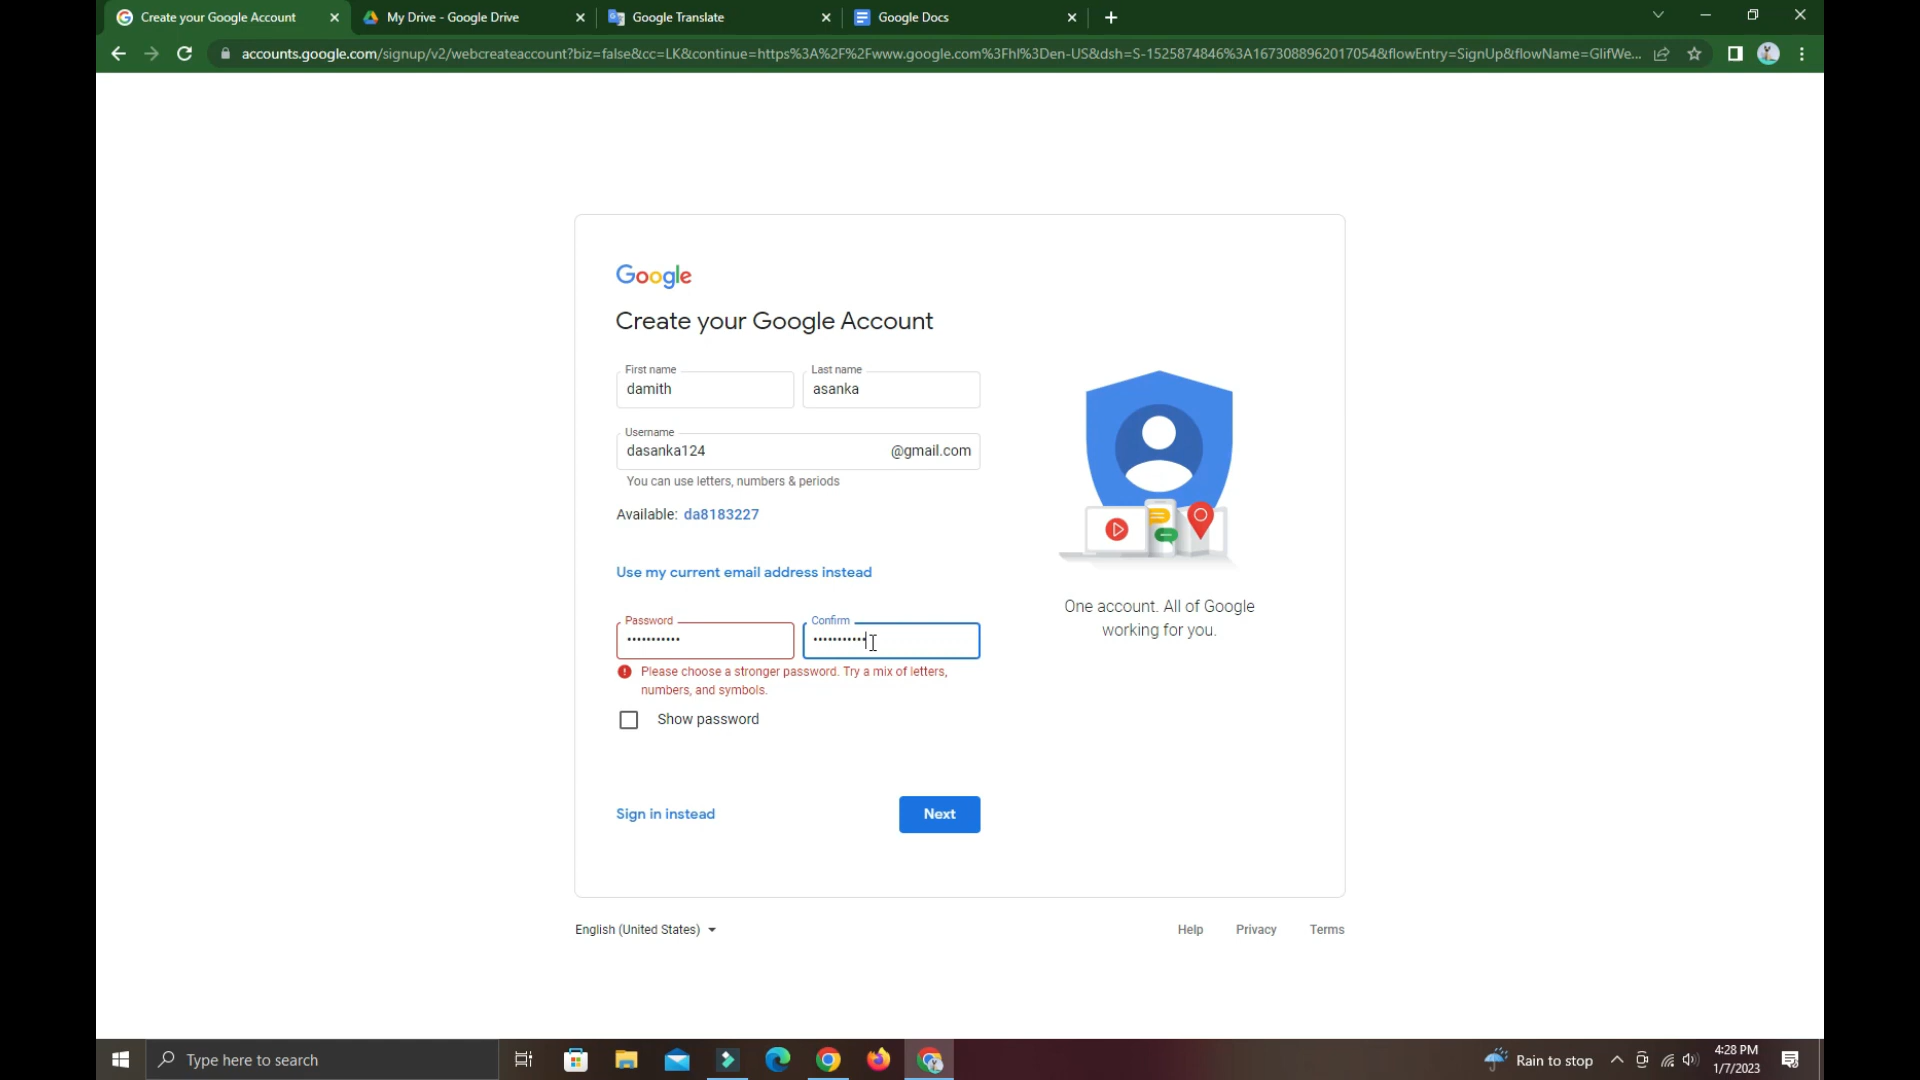 Create your Google Account
My Drive - Google Drive
Google Translate
Google Docs
accounts.google.com/signup/v2/webcreateaccount?biz=false&cc=LK&continue=https%3A%2F%2Fwww.google.com%3Fhl%3Den-US&dsh=S-1525874846%3A1673088962017054&flowEntry=SignUp&flowName=GlifWe...
Google
Create your Google Account
First name
Last name
damith
asanka
Username
dasanka124
@gmail.com
You can use letters, numbers & periods
Available: da8183227
Use my current email address instead
Password
Confirm
Please choose a stronger password. Try a mix of letters,
numbers, and symbols.
Show password
Sign in instead
Next
One account. All of Google
working for you.
English (United States)
Help
Privacy
Terms
Type here to search
Rain to stop
4:28 PM
1/7/2023